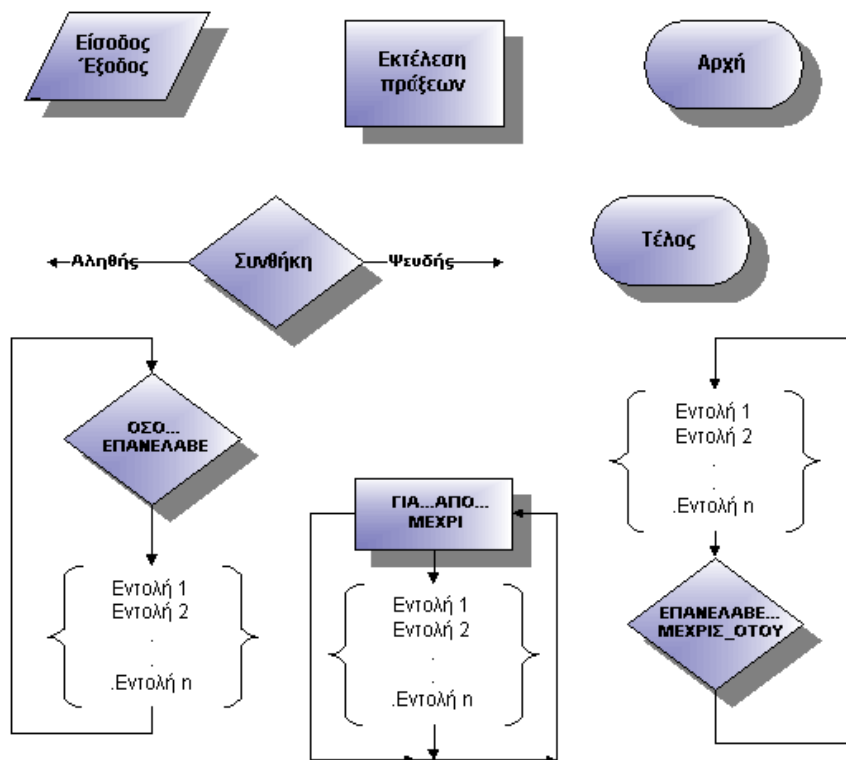 Είσοδος
Έξοδος
Εκτέλεση
πράξεων
Αρχή
Αληθής
Συνθήκη
Ψευδής
Τέλος
ΟΣΟ...
ΕΠΑΝΕΛΑΒΕ
Εντολή 1
Εντολή 2
.
.Εντολή n
ΓΙΑ...ΑΠΟ...
ΜΕΧΡΙ
Εντολή 1
Εντολή 2
.
.Εντολή n
Εντολή 1
Εντολή 2
.
.Εντολή n
ΕΠΑΝΕΛΑΒΕ...
ΜΕΧΡΙΣ_ΟΤΟΥ